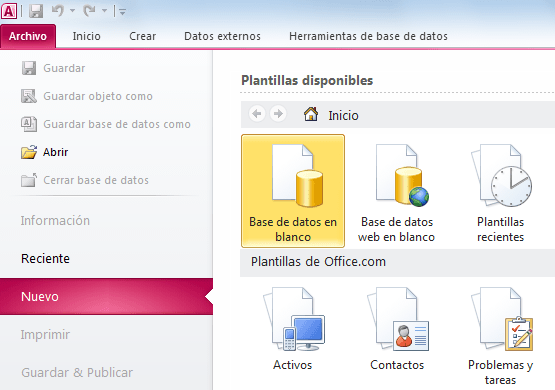 A
Archivo Inicio Crear Datos externos Herramientas de base de datos
Guardar
Guardar objeto como
Guardar base de datos como
Abrir
Cerrar base de datos
Información
Reciente
Nuevo
Imprimir
Guardar & Publicar
Plantillas disponibles
Inicio
Base de datos en
blanco
Base de datos
web en blanco
Plantillas
recientes
Plantillas de Office.com
Activos
Contactos
Problemas y
tareas